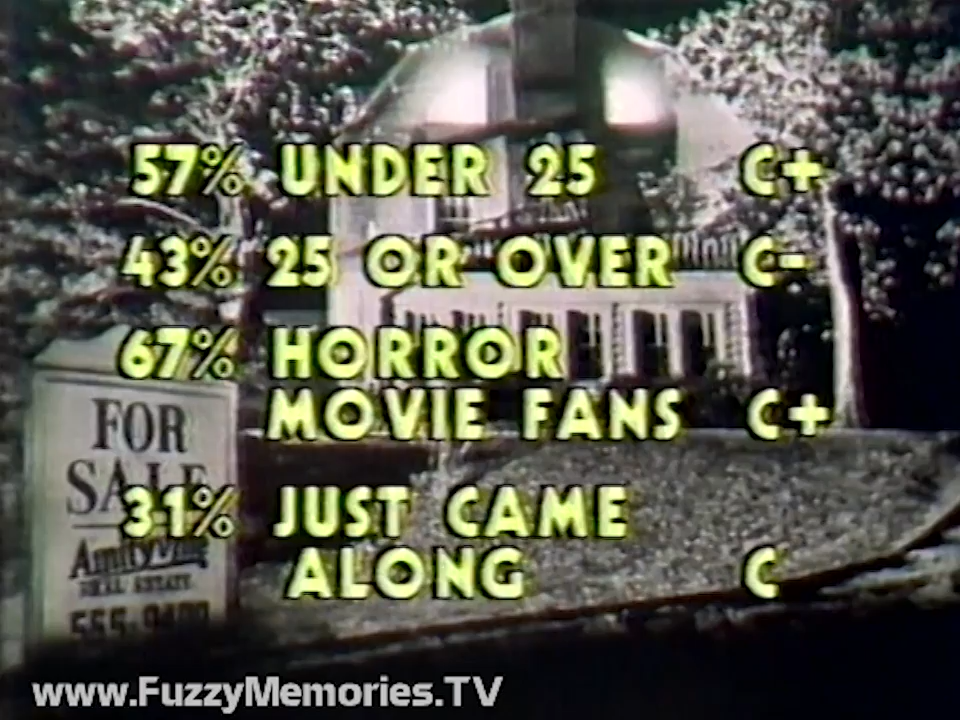 57% UNDER 25 C+
43% 25 OR OVER C-
67% HORROR
MOVIE FANS C+
31% JUST CAME
ALONG C
FOR
SALE
Amityville
REAL ESTATE
www.FuzzyMemories.TV